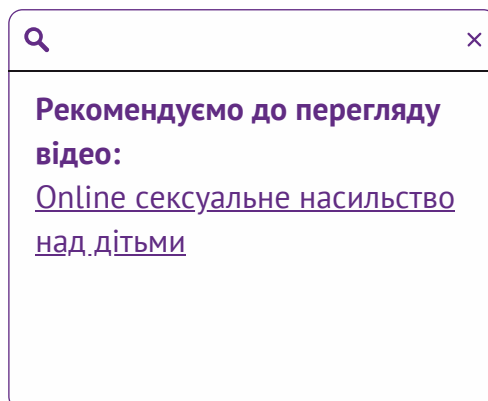 Рекомендуємо до перегляду
відео:
Online сексуальне насильство
над дітьми